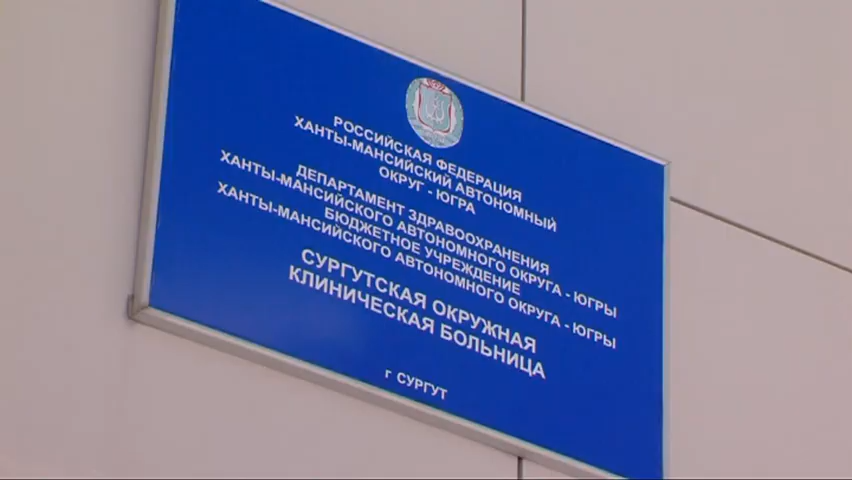 РОССИЙСКАЯ ФЕДЕРАЦИЯ
ХАНТЫ-МАНСИЙСКИЙ АВТОНОМНЫЙ
ОКРУГ - ЮГРА
ДЕПАРТАМЕНТ ЗДРАВООХРАНЕНИЯ
ХАНТЫ-МАНСИЙСКОГО АВТОНОМНОГО ОКРУГА - ЮГРЫ
БЮДЖЕТНОЕ УЧРЕЖДЕНИЕ
ХАНТЫ-МАНСИЙСКОГО АВТОНОМНОГО ОКРУГА - ЮГРЫ
СУРГУТСКАЯ ОКРУЖНАЯ
КЛИНИЧЕСКАЯ БОЛЬНИЦА
г СУРГУТ